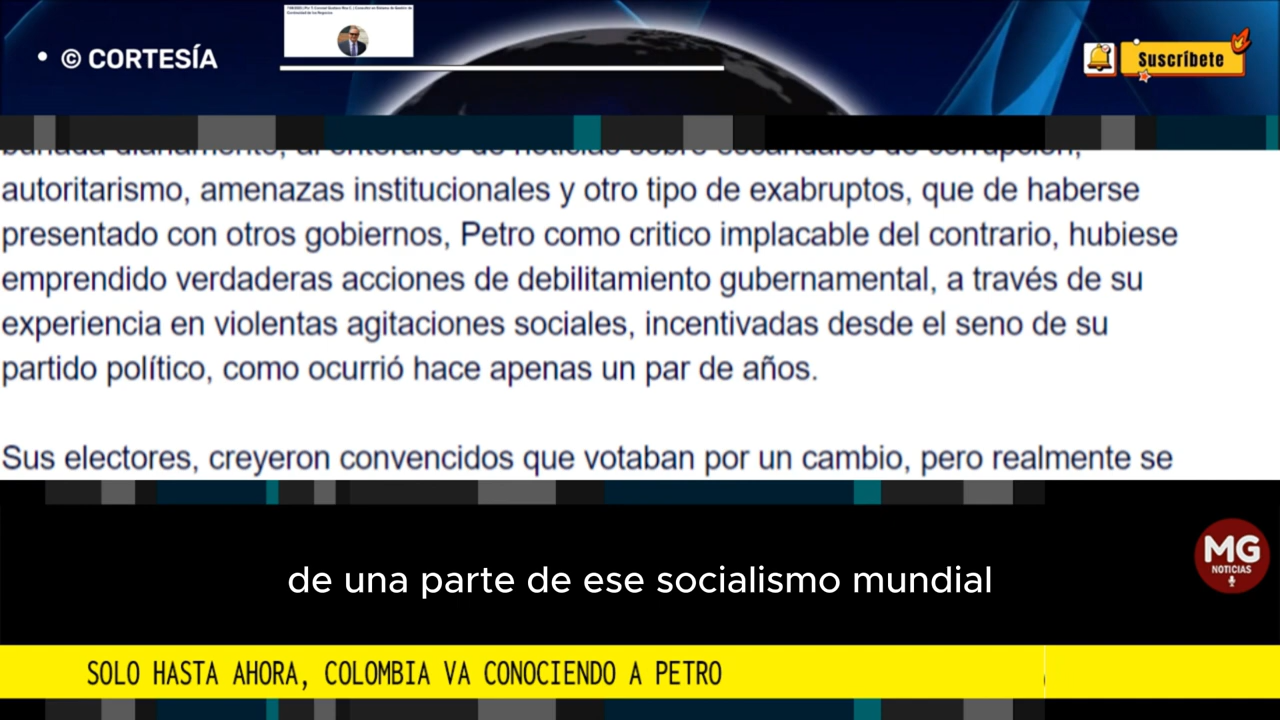 • © CORTESÍA
Suscríbete
autoritarismo, amenazas institucionales y otro tipo de exabruptos, que de haberse
presentado con otros gobiernos, Petro como critico implacable del contrario, hubiese
emprendido verdaderas acciones de debilitamiento gubernamental, a través de su
experiencia en violentas agitaciones sociales, incentivadas desde el seno de su
partido político, como ocurrió hace apenas un par de años.
Sus electores, creyeron convencidos que votaban por un cambio, pero realmente se
de una parte de ese socialismo mundial
MG
NOTICIAS
SOLO HASTA AHORA, COLOMBIA VA CONOCIENDO A PETRO